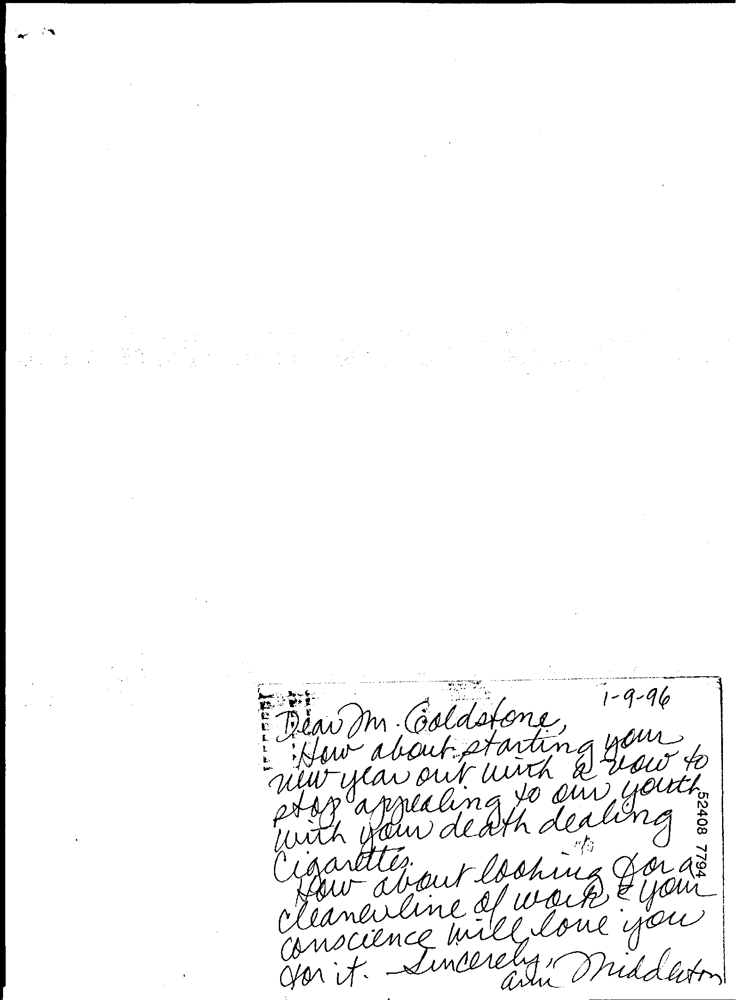 1-9-96
Dear Mr. Goldstone,
How about starting your
new year out with a vow to
stop appealing to our youth
with your death dealing
Cigarettes.
How about looking for a
cleaner line of work & your
conscience will love you
for it. Sincerely,
Ann Middleton
52408 7794